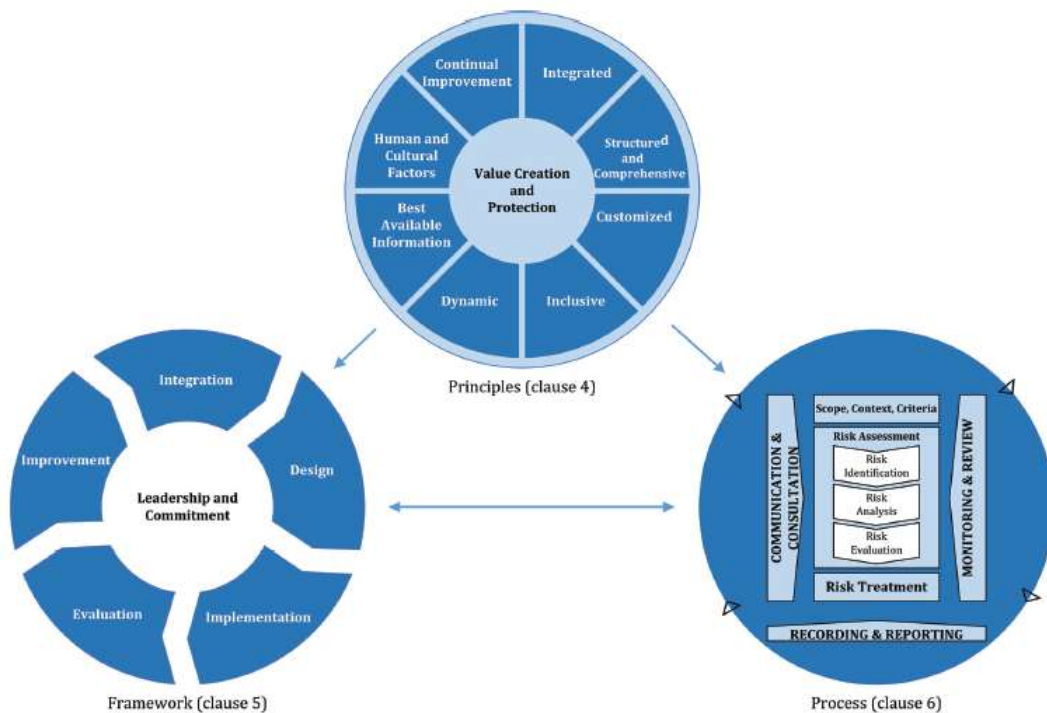 Continual
Improvement
Integrated
Human and
Cultural
Factors
Structured
and
Comprehensive
Value Creation
and
Protection
Best
Available
Information
Customized
Dynamic
Inclusive
Principles (clause 4)
Integration
Improvement
Design
Leadership and
Commitment
Evaluation
Implementation
Framework (clause 5)
Scope, Context, Criteria
Risk Assessment
Risk
Identification
Risk
Analysis
Risk
Evaluation
Risk Treatment
COMMUNICATION &
CONSULTATION
MONITORING & REVIEW
RECORDING & REPORTING
Process (clause 6)